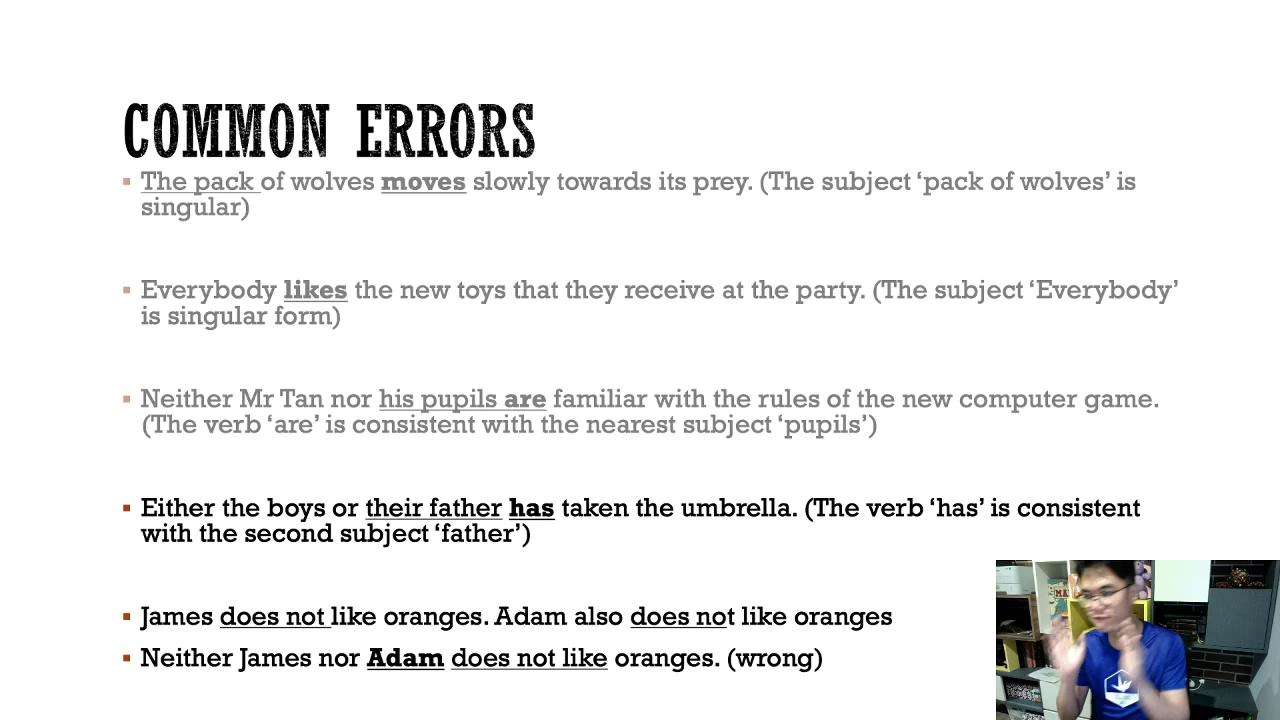 COMMON ERRORS
▪ The pack of wolves moves slowly towards its prey. (The subject ‘pack of wolves’ is
singular)
▪ Everybody likes the new toys that they receive at the party. (The subject ‘Everybody’
is singular form)
▪ Neither Mr Tan nor his pupils are familiar with the rules of the new computer game.
(The verb ‘are’ is consistent with the nearest subject ‘pupils’)
▪ Either the boys or their father has taken the umbrella. (The verb ‘has’ is consistent
with the second subject ‘father’)
▪ James does not like oranges. Adam also does not like oranges
▪ Neither James nor Adam does not like oranges. (wrong)